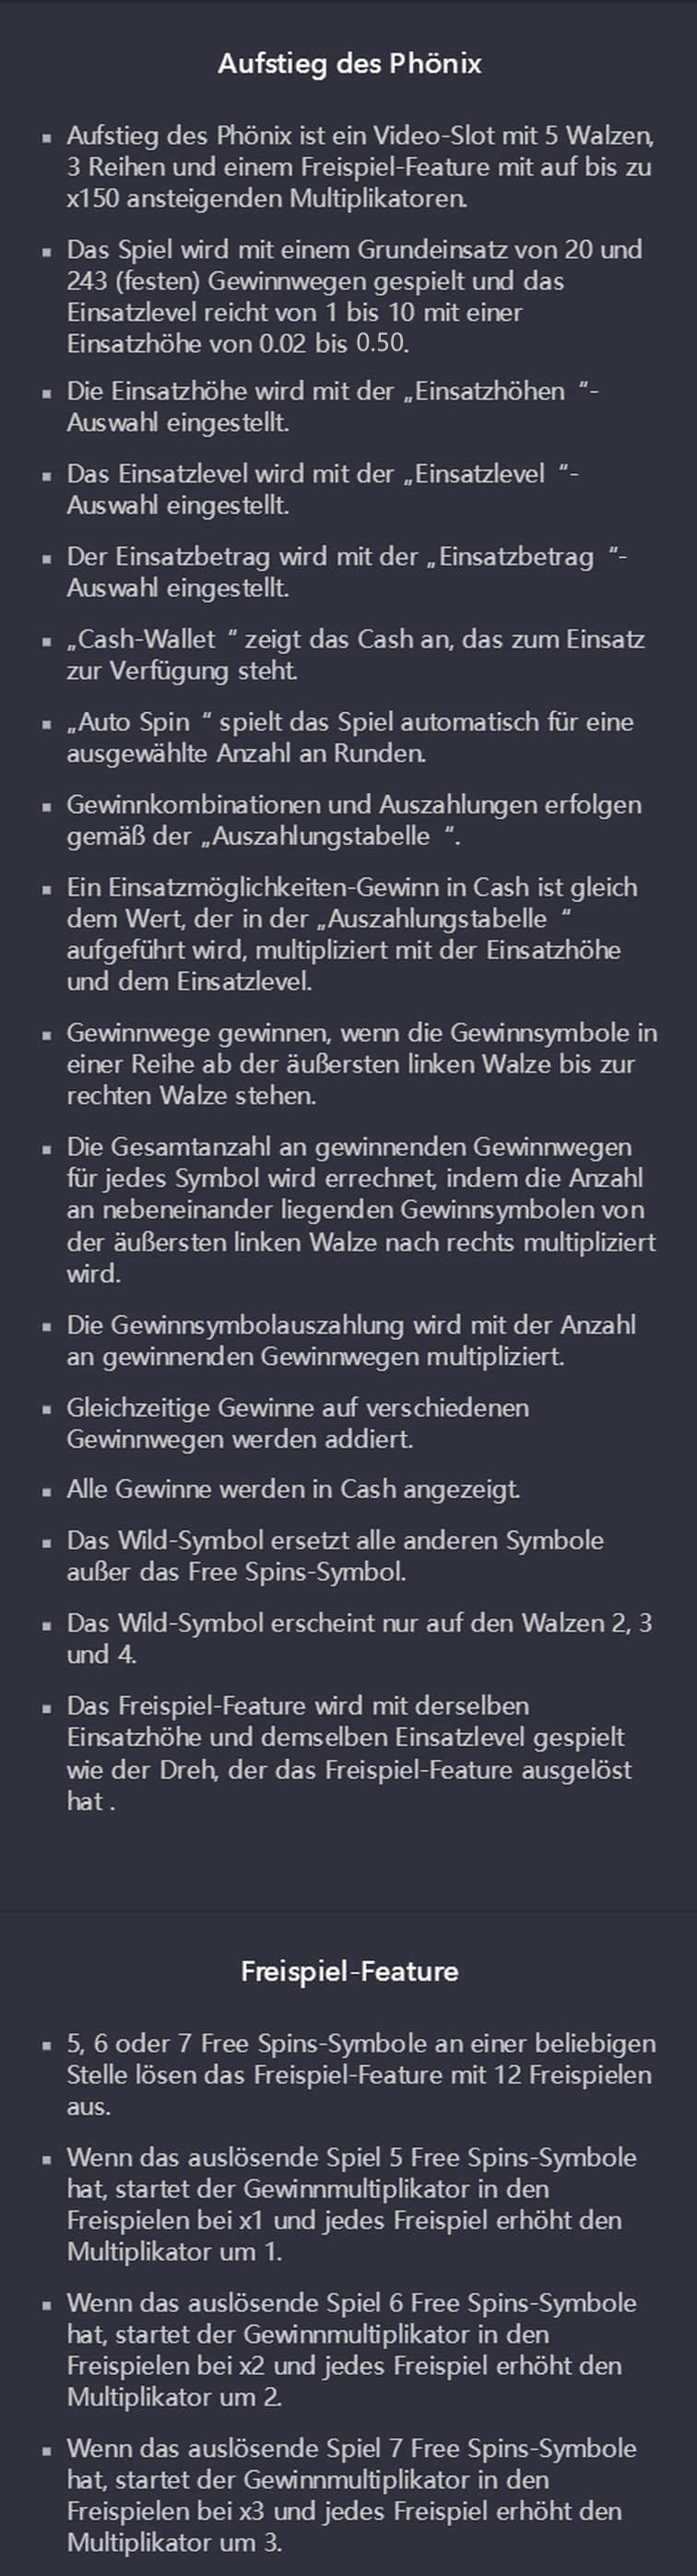 Aufstieg des Phönix
▪ Aufstieg des Phönix ist ein Video-Slot mit 5 Walzen,
3 Reihen und einem Freispiel-Feature mit auf bis zu
x150 ansteigenden Multiplikatoren.
▪ Das Spiel wird mit einem Grundeinsatz von 20 und
243 (festen) Gewinnwegen gespielt und das
Einsatzlevel reicht von 1 bis 10 mit einer
Einsatzhöhe von 0.02 bis 0.50.
▪ Die Einsatzhöhe wird mit der „Einsatzhöhen “-
Auswahl eingestellt.
▪ Das Einsatzlevel wird mit der „Einsatzlevel “-
Auswahl eingestellt.
▪ Der Einsatzbetrag wird mit der „Einsatzbetrag “-
Auswahl eingestellt.
▪ „Cash-Wallet “ zeigt das Cash an, das zum Einsatz
zur Verfügung steht.
▪ „Auto Spin “ spielt das Spiel automatisch für eine
ausgewählte Anzahl an Runden.
▪ Gewinnkombinationen und Auszahlungen erfolgen
gemäß der „Auszahlungstabelle “.
▪ Ein Einsatzmöglichkeiten-Gewinn in Cash ist gleich
dem Wert, der in der „Auszahlungstabelle “
aufgeführt wird, multipliziert mit der Einsatzhöhe
und dem Einsatzlevel.
▪ Gewinnwege gewinnen, wenn die Gewinnsymbole in
einer Reihe ab der äußersten linken Walze bis zur
rechten Walze stehen.
▪ Die Gesamtanzahl an gewinnenden Gewinnwegen
für jedes Symbol wird errechnet, indem die Anzahl
an nebeneinander liegenden Gewinnsymbolen von
der äußersten linken Walze nach rechts multipliziert
wird.
▪ Die Gewinnsymbolauszahlung wird mit der Anzahl
an gewinnenden Gewinnwegen multipliziert.
▪ Gleichzeitige Gewinne auf verschiedenen
Gewinnwegen werden addiert.
▪ Alle Gewinne werden in Cash angezeigt.
▪ Das Wild-Symbol ersetzt alle anderen Symbole
außer das Free Spins-Symbol.
▪ Das Wild-Symbol erscheint nur auf den Walzen 2, 3
und 4.
▪ Das Freispiel-Feature wird mit derselben
Einsatzhöhe und demselben Einsatzlevel gespielt
wie der Dreh, der das Freispiel-Feature ausgelöst
hat .
Freispiel-Feature
▪ 5, 6 oder 7 Free Spins-Symbole an einer beliebigen
Stelle lösen das Freispiel-Feature mit 12 Freispielen
aus.
▪ Wenn das auslösende Spiel 5 Free Spins-Symbole
hat, startet der Gewinnmultiplikator in den
Freispielen bei x1 und jedes Freispiel erhöht den
Multiplikator um 1.
▪ Wenn das auslösende Spiel 6 Free Spins-Symbole
hat, startet der Gewinnmultiplikator in den
Freispielen bei x2 und jedes Freispiel erhöht den
Multiplikator um 2.
▪ Wenn das auslösende Spiel 7 Free Spins-Symbole
hat, startet der Gewinnmultiplikator in den
Freispielen bei x3 und jedes Freispiel erhöht den
Multiplikator um 3.